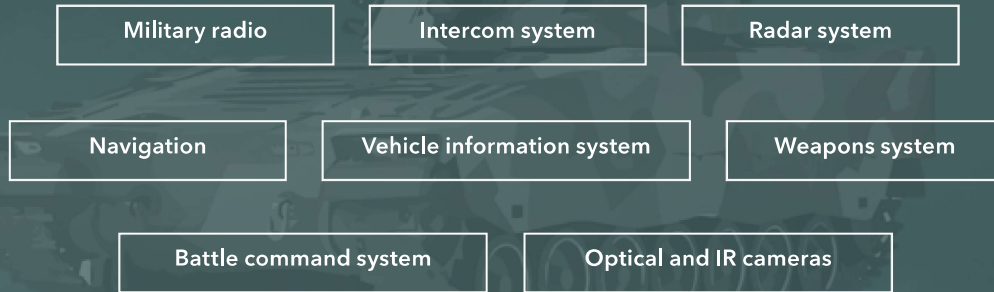 Military radio
Intercom system
Radar system
Navigation
Vehicle information system
Weapons system
Battle command system
Optical and IR cameras